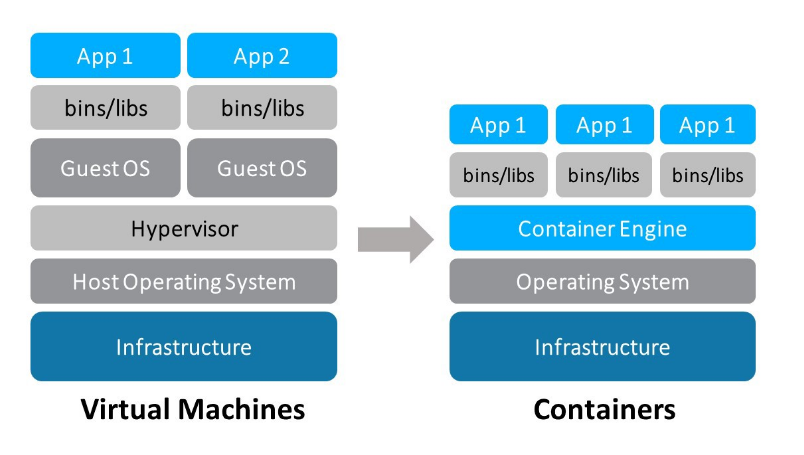 App 1
App 2
bins/libs
bins/libs
Guest OS
Guest OS
Hypervisor
Host Operating System
Infrastructure
Virtual Machines
App 1
App 1
App 1
bins/libs
bins/libs
bins/libs
Container Engine
Operating System
Infrastructure
Containers